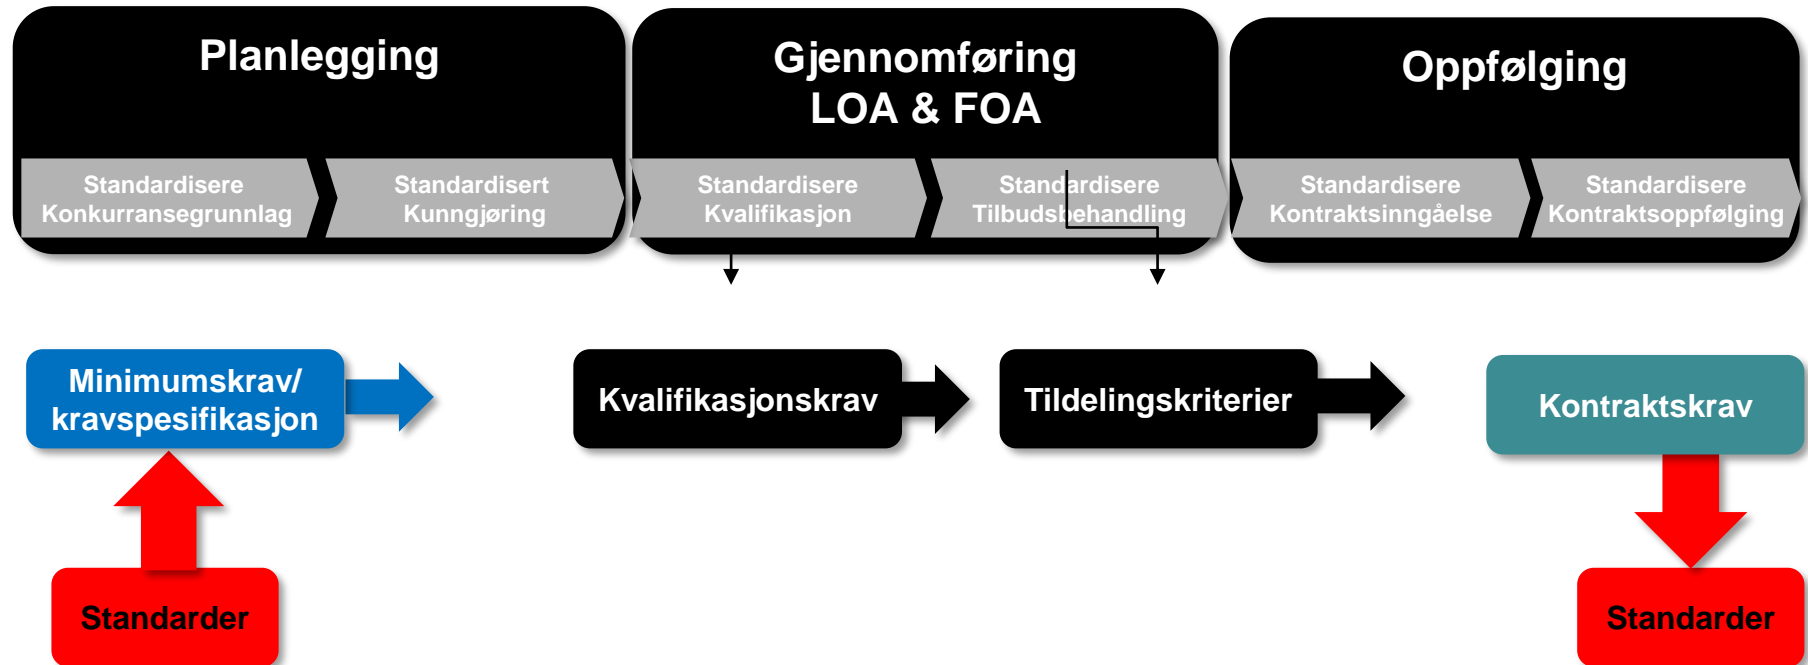 Planlegging
Gjennomføring
LOA & FOA
Oppfølging
Standardisere
Konkurransegrunnlag
Standardisert
Kunngjøring
Standardisere
Kvalifikasjon
Standardisere
Tilbudsbehandling
Standardisere
Kontraktsinngåelse
Standardisere
Kontraktsoppfølging
Minimumskrav/
kravspesifikasjon
Kvalifikasjonskrav
Tildelingskriterier
Kontraktskrav
Standarder
Standarder